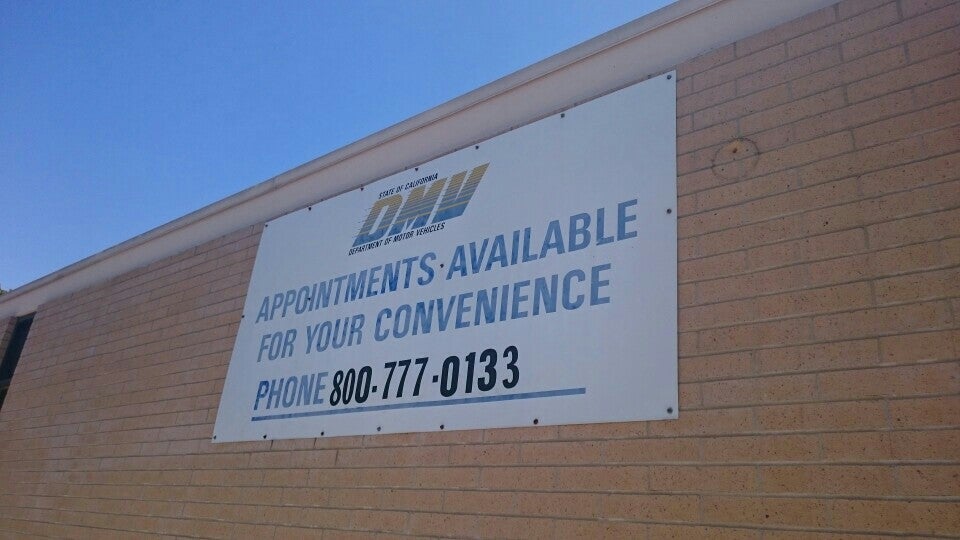 STATE OF CALIFORNIA
DMV
DEPARTMENT OF MOTOR VEHICLES
APPOINTMENTS AVAILABLE
FOR YOUR CONVENIENCE
PHONE 800-777-0133